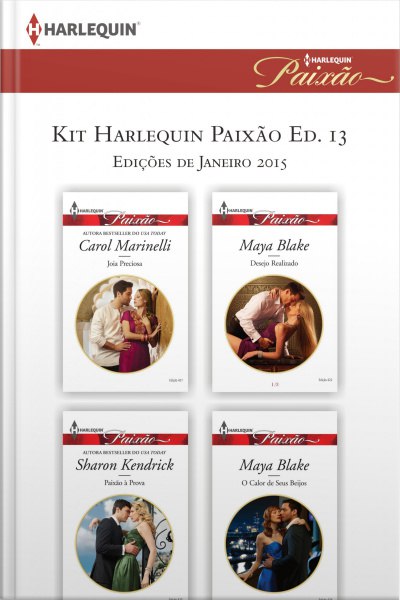 HARLEQUIN®
HARLEQUIN®
Paixão
KIT HARLEQUIN PAIXÃO ED. 13
EDIÇÕES DE JANEIRO 2015
HARLEQUIN
Paixão
AUTORA BESTSELLER DO USA TODAY
Carol Marinelli
Joia Preciosa
HARLEQUIN
Paixão
Maya Blake
Desejo Realizado
1/3
HARLEQUIN
Paixão
AUTORA BESTSELLER DO USA TODAY
Sharon Kendrick
Paixão à Prova
HARLEQUIN
Paixão
Maya Blake
O Calor de Seus Beijos